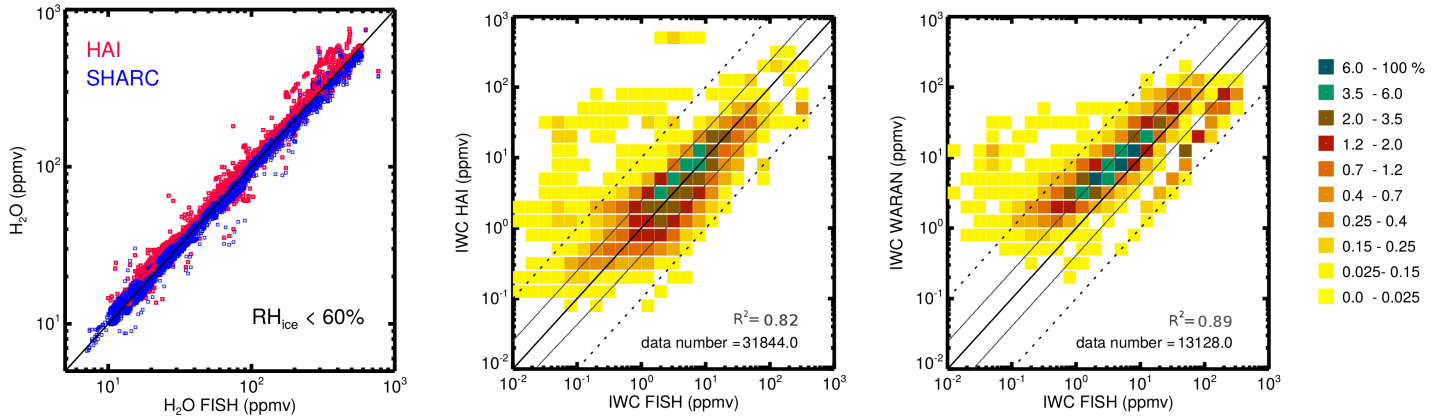 HAI
SHARC
RH_ice < 60%
H₂O (ppmv)
10³
10²
10¹
10¹
10²
10³
H₂O FISH (ppmv)
IWC HAI (ppmv)
10³
10²
10¹
10⁰
10⁻¹
10⁻²
R²= 0.82
data number =31844.0
10⁻²
10⁻¹
10⁰
10¹
10²
10³
IWC FISH (ppmv)
IWC WARAN (ppmv)
10³
10²
10¹
10⁰
10⁻¹
10⁻²
R²= 0.89
data number =13128.0
10⁻²
10⁻¹
10⁰
10¹
10²
10³
IWC FISH (ppmv)
6.0 - 100 %
3.5 - 6.0
2.0 - 3.5
1.2 - 2.0
0.7 - 1.2
0.4 - 0.7
0.25 - 0.4
0.15 - 0.25
0.025- 0.15
0.0 - 0.025